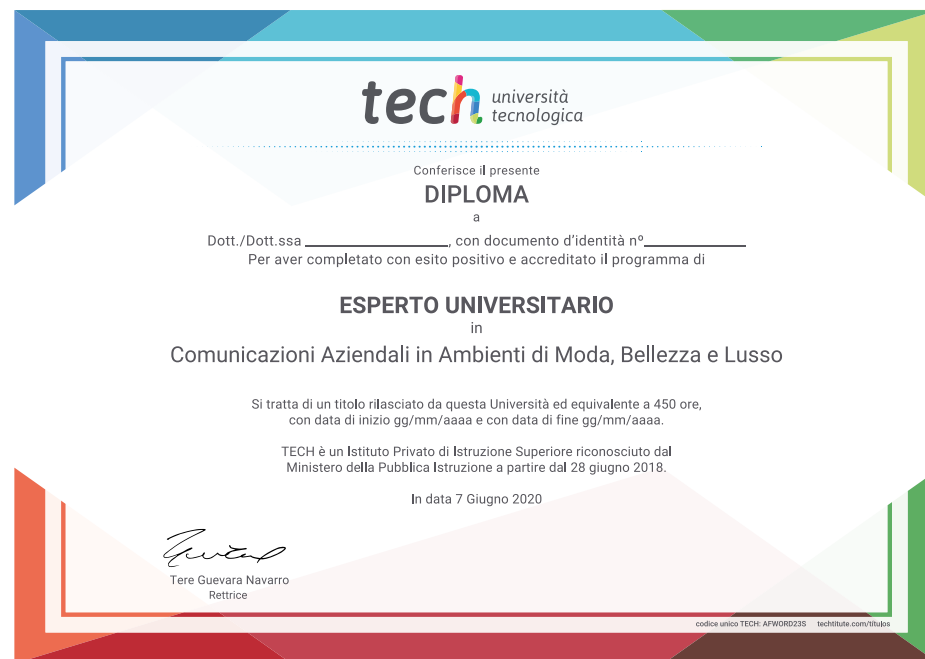 tech università
tecnologica
Conferisce il presente
DIPLOMA
a
Dott./Dott.ssa ____________________, con documento d'identità nº______________
Per aver completato con esito positivo e accreditato il programma di
ESPERTO UNIVERSITARIO
in
Comunicazioni Aziendali in Ambienti di Moda, Bellezza e Lusso
Si tratta di un titolo rilasciato da questa Università ed equivalente a 450 ore,
con data di inizio gg/mm/aaaa e con data di fine gg/mm/aaaa.
TECH è un Istituto Privato di Istruzione Superiore riconosciuto dal
Ministero della Pubblica Istruzione a partire dal 28 giugno 2018.
In data 7 Giugno 2020
Tere Guevara Navarro
Rettrice
codice unico TECH: AFWORD23S techtitute.com/títulos